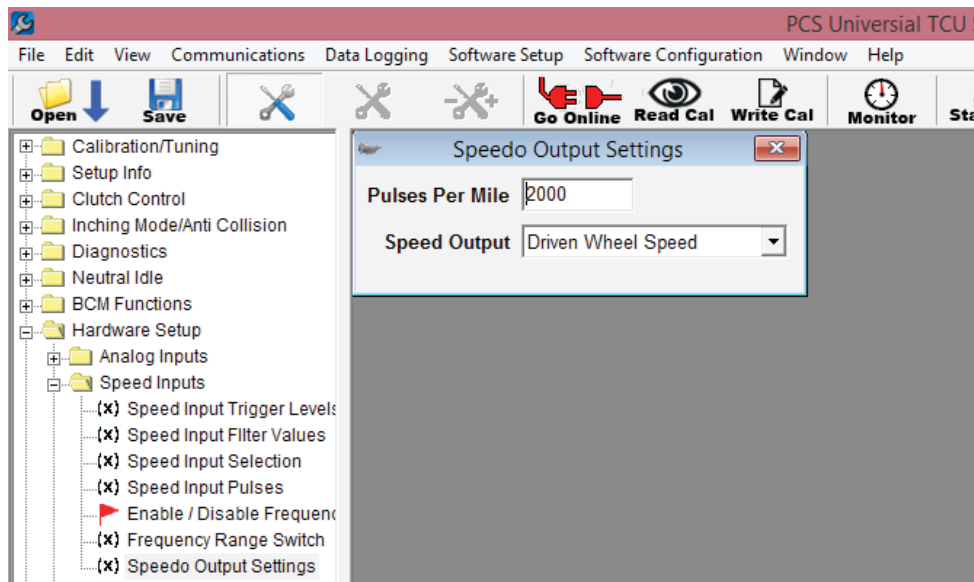 PCS Universial TCU
File Edit View Communications Data Logging Software Setup Software Configuration Window Help
Open Save Go Online Read Cal Write Cal Monitor Sta
Calibration/Tuning
Setup Info
Clutch Control
Inching Mode/Anti Collision
Diagnostics
Neutral Idle
BCM Functions
Hardware Setup
Analog Inputs
Speed Inputs
(x) Speed Input Trigger Levels
(x) Speed Input FIlter Values
(x) Speed Input Selection
(x) Speed Input Pulses
Enable / Disable Frequenc
(x) Frequency Range Switch
(x) Speedo Output Settings
Speedo Output Settings
Pulses Per Mile 2000
Speed Output Driven Wheel Speed